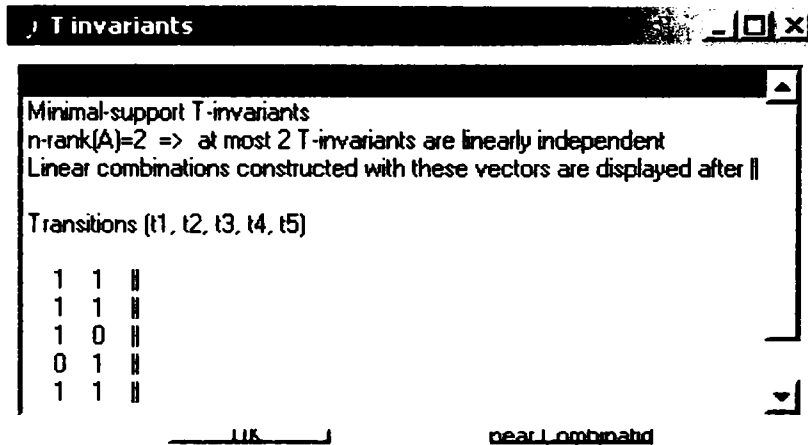 T invariants
Minimal-support T-invariants
n-rank(A)=2 => at most 2 T-invariants are linearly independent
Linear combinations constructed with these vectors are displayed after ||
Transitions (t1, t2, t3, t4, t5)
1 1 ||
1 1 ||
1 0 ||
0 1 ||
1 1 ||